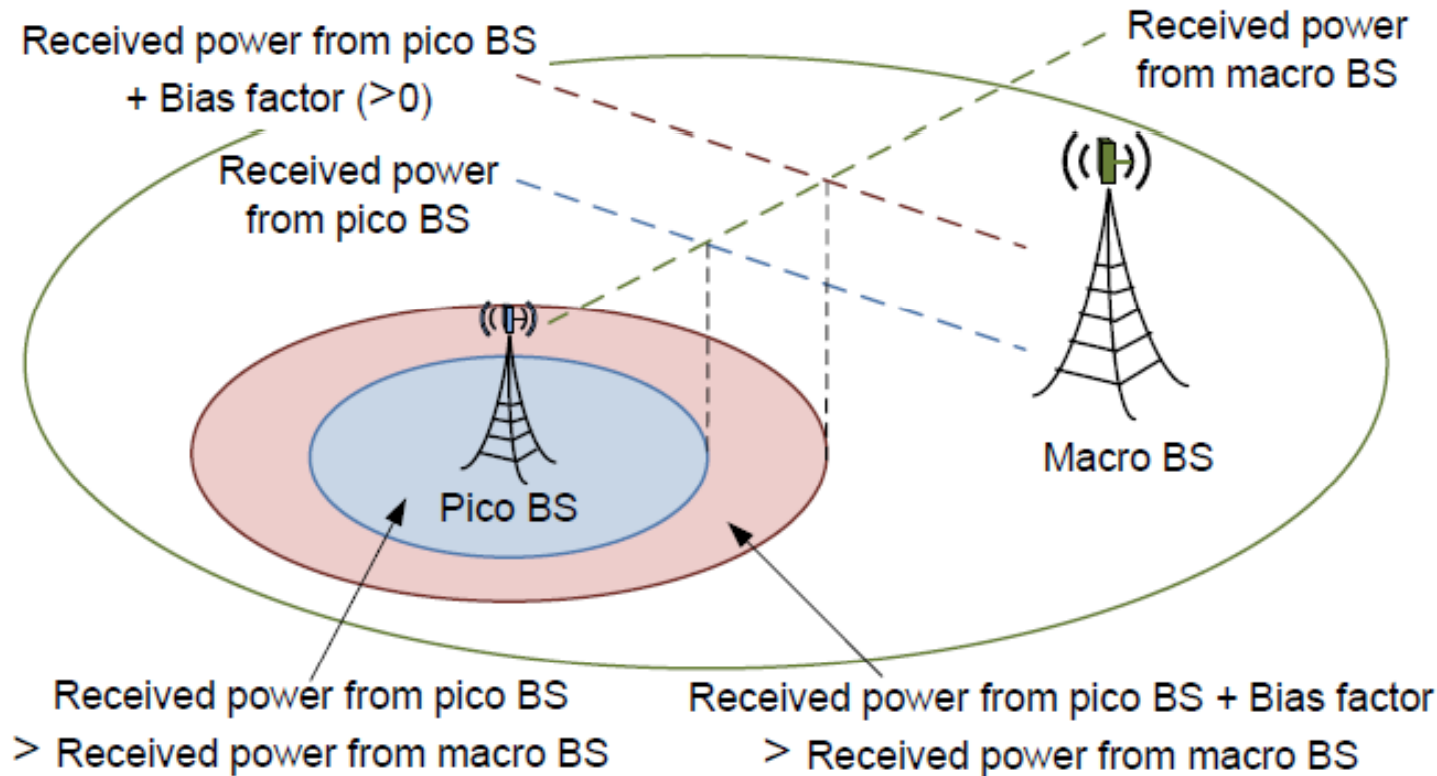 Received power from pico BS
+ Bias factor (>0)
Received power
from macro BS
Received power
from pico BS
Macro BS
Pico BS
Received power from pico BS
> Received power from macro BS
Received power from pico BS + Bias factor
> Received power from macro BS